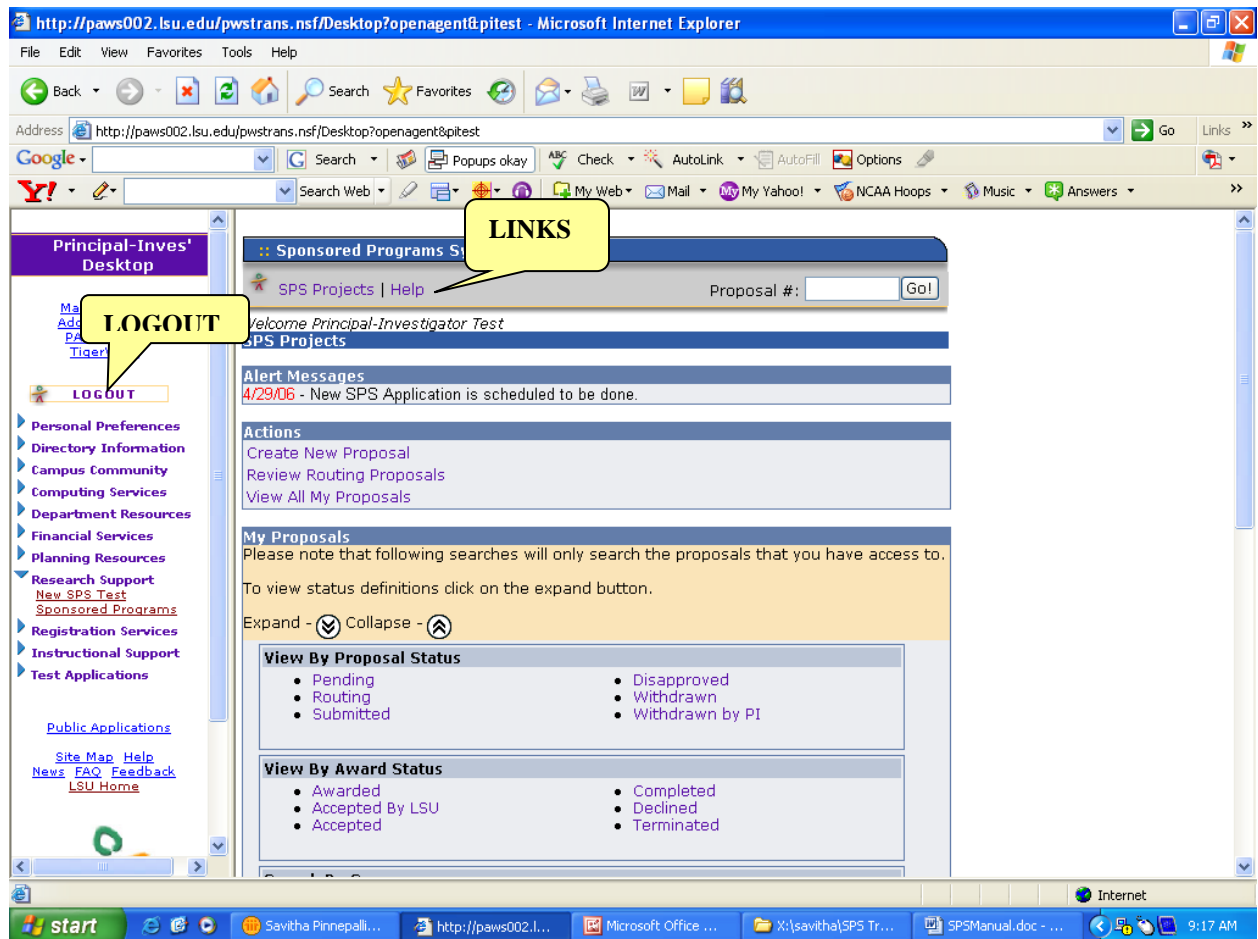 http://paws002.lsu.edu/pwstrans.nsf/Desktop?openagent&pitest - Microsoft Internet Explorer
File Edit View Favorites Tools Help
Back Search Favorites
Address http://paws002.lsu.edu/pwstrans.nsf/Desktop?openagent&pitest Go Links »
Google Search Popups okay ABC Check AutoLink AutoFill Options
Y! Search Web My Web Mail My My Yahoo! NCAA Hoops Music Answers »
Principal-Inves'
Desktop
LOGOUT
LOGOUT
Personal Preferences
Directory Information
Campus Community
Computing Services
Department Resources
Financial Services
Planning Resources
Research Support
New SPS Test
Sponsored Programs
Registration Services
Instructional Support
Test Applications
Public Applications
Site Map Help
News FAQ Feedback
LSU Home
LINKS
:: Sponsored Programs
SPS Projects | Help Proposal #: Go!
Welcome Principal-Investigator Test
SPS Projects
Alert Messages
4/29/06 - New SPS Application is scheduled to be done.
Actions
Create New Proposal
Review Routing Proposals
View All My Proposals
My Proposals
Please note that following searches will only search the proposals that you have access to.
To view status definitions click on the expand button.
Expand - Collapse -
View By Proposal Status
• Pending • Disapproved
• Routing • Withdrawn
• Submitted • Withdrawn by PI
View By Award Status
• Awarded • Completed
• Accepted By LSU • Declined
• Accepted • Terminated
Internet
start Savitha Pinnepalli... http://paws002.l... Microsoft Office ... X:\savitha\SPS Tr... SPSManual.doc - ... 9:17 AM